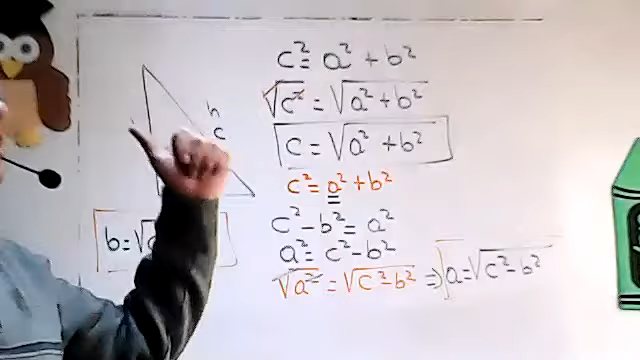 c² = a² + b²
√c² = √a² + b²
h
c
c = √a² + b²
c² = a² + b²
c² - b² = a²
b = √
a² = c² - b²
√a² = √c² - b² ⇒ a = √c² - b²